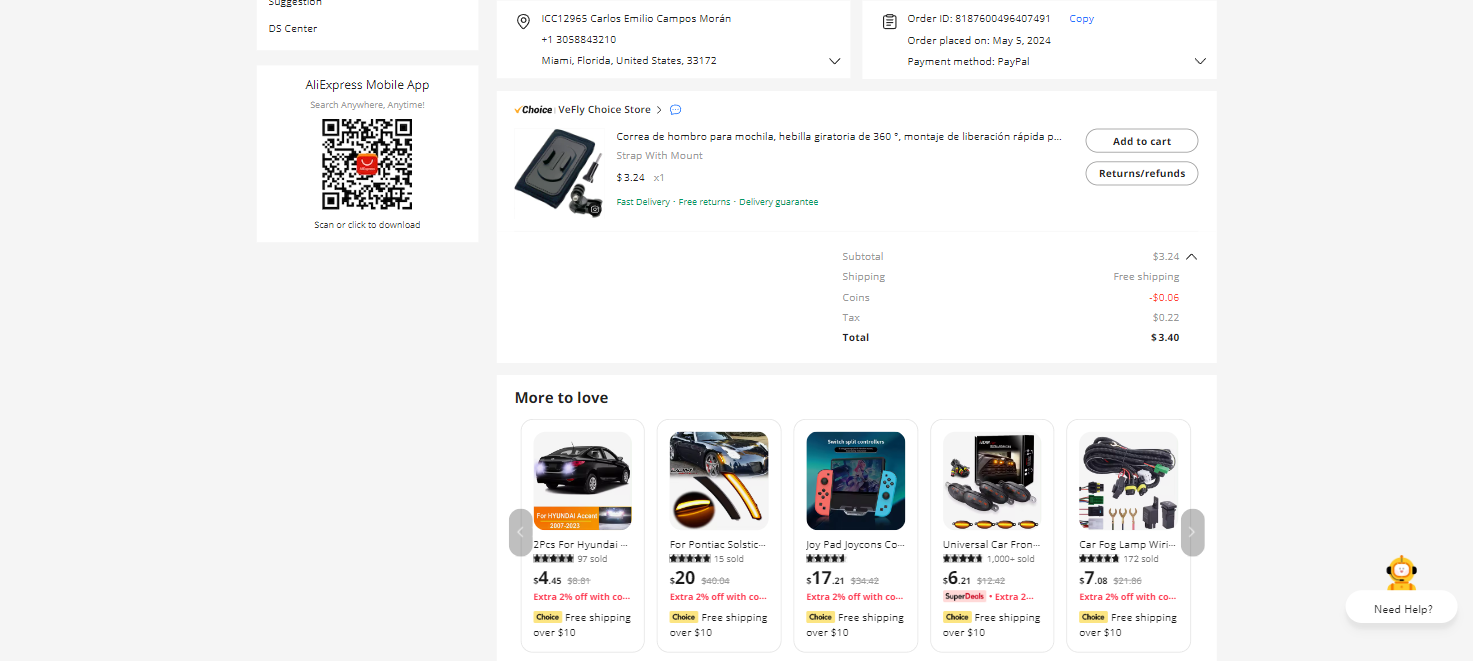 Suggestion
DS Center
AliExpress Mobile App
Search Anywhere, Anytime!
Scan or click to download
ICC12965 Carlos Emilio Campos Morán
+1 3058843210
Miami, Florida, United States, 33172
Order ID: 8187600496407491 Copy
Order placed on: May 5, 2024
Payment method: PayPal
Choice VeFly Choice Store
Correa de hombro para mochila, hebilla giratoria de 360 °, montaje de liberación rápida p...
Strap With Mount
$3.24 x1
Fast Delivery · Free returns · Delivery guarantee
Add to cart
Returns/refunds
Subtotal $3.24
Shipping Free shipping
Coins -$0.06
Tax $0.22
Total $3.40
More to love
For HYUNDAI Accent
2007-2023
2Pcs For Hyundai ···
97 sold
$4.45 $8.81
Extra 2% off with co...
Choice Free shipping
over $10
For Pontiac Solstic···
15 sold
$20 $40.04
Extra 2% off with co...
Choice Free shipping
over $10
Switch split controllers
Joy Pad Joycons Co···
$17.21 $34.42
Extra 2% off with co...
Choice Free shipping
over $10
Universal Car Fron···
1,000+ sold
$6.21 $12.42
SuperDeals • Extra 2...
Choice Free shipping
over $10
Car Fog Lamp Wiri···
172 sold
$7.08 $21.86
Extra 2% off with co...
Choice Free shipping
over $10
Need Help?